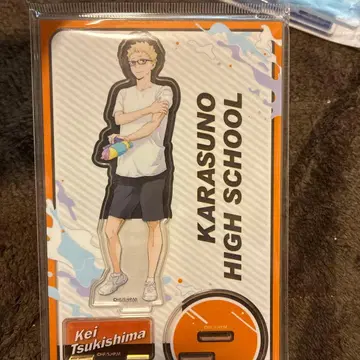 KARASUNO
HIGH SCHOOL
Kei
Tsukishima